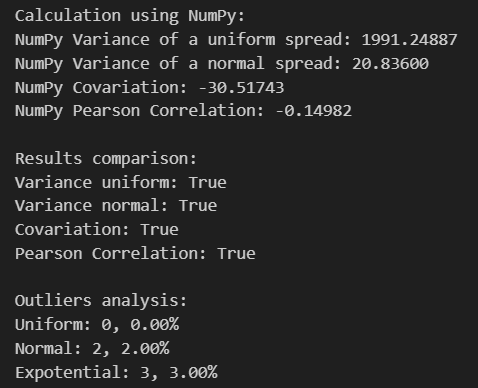 Calculation using NumPy:
NumPy Variance of a uniform spread: 1991.24887
NumPy Variance of a normal spread: 20.83600
NumPy Covariation: -30.51743
NumPy Pearson Correlation: -0.14982
Results comparison:
Variance uniform: True
Variance normal: True
Covariation: True
Pearson Correlation: True
Outliers analysis:
Uniform: 0, 0.00%
Normal: 2, 2.00%
Expotential: 3, 3.00%